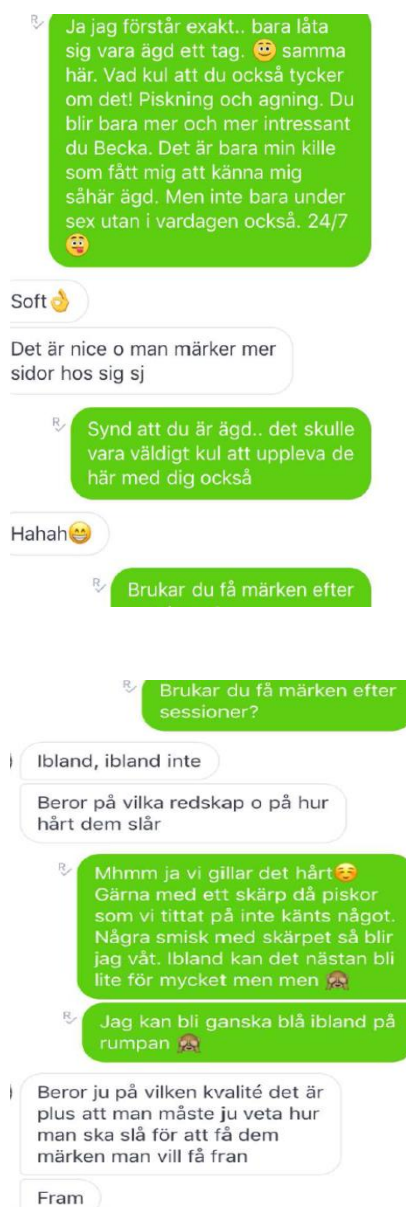 Ja jag förstår exakt.. bara låta
sig vara ägd ett tag. 🙂 samma
här. Vad kul att du också tycker
om det! Piskning och agning. Du
blir bara mer och mer intressant
du Becka. Det är bara min kille
som fått mig att känna mig
såhär ägd. Men inte bara under
sex utan i vardagen också. 24/7
😜
Soft👌
Det är nice o man märker mer
sidor hos sig sj
Synd att du är ägd.. det skulle
vara väldigt kul att uppleva de
här med dig också
Hahah😁
Brukar du få märken efter
Brukar du få märken efter
sessioner?
Ibland, ibland inte
Beror på vilka redskap o på hur
hårt dem slår
Mhmm ja vi gillar det hårt☺️
Gärna med ett skärp då piskor
som vi tittat på inte känts något.
Några smisk med skärpet så blir
jag våt. Ibland kan det nästan bli
lite för mycket men men 🙈
Jag kan bli ganska blå ibland på
rumpan 🙈
Beror ju på vilken kvalité det är
plus att man måste ju veta hur
man ska slå för att få dem
märken man vill få fran
Fram